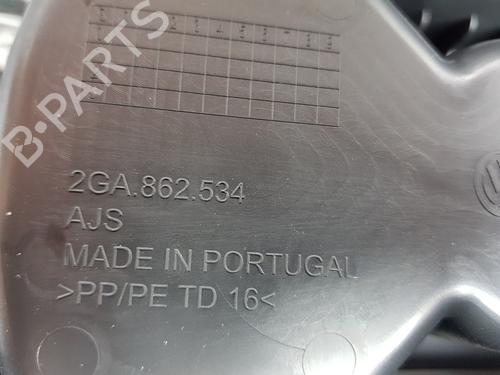 B-PARTS
2GA.862.534
AJS
MADE IN PORTUGAL
>PP/PE TD 16<